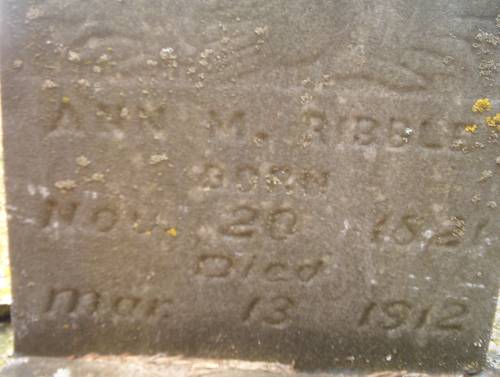 ANN M. RIBBLE
BORN
Nov. 20 1821
Died
Mar. 13 1912